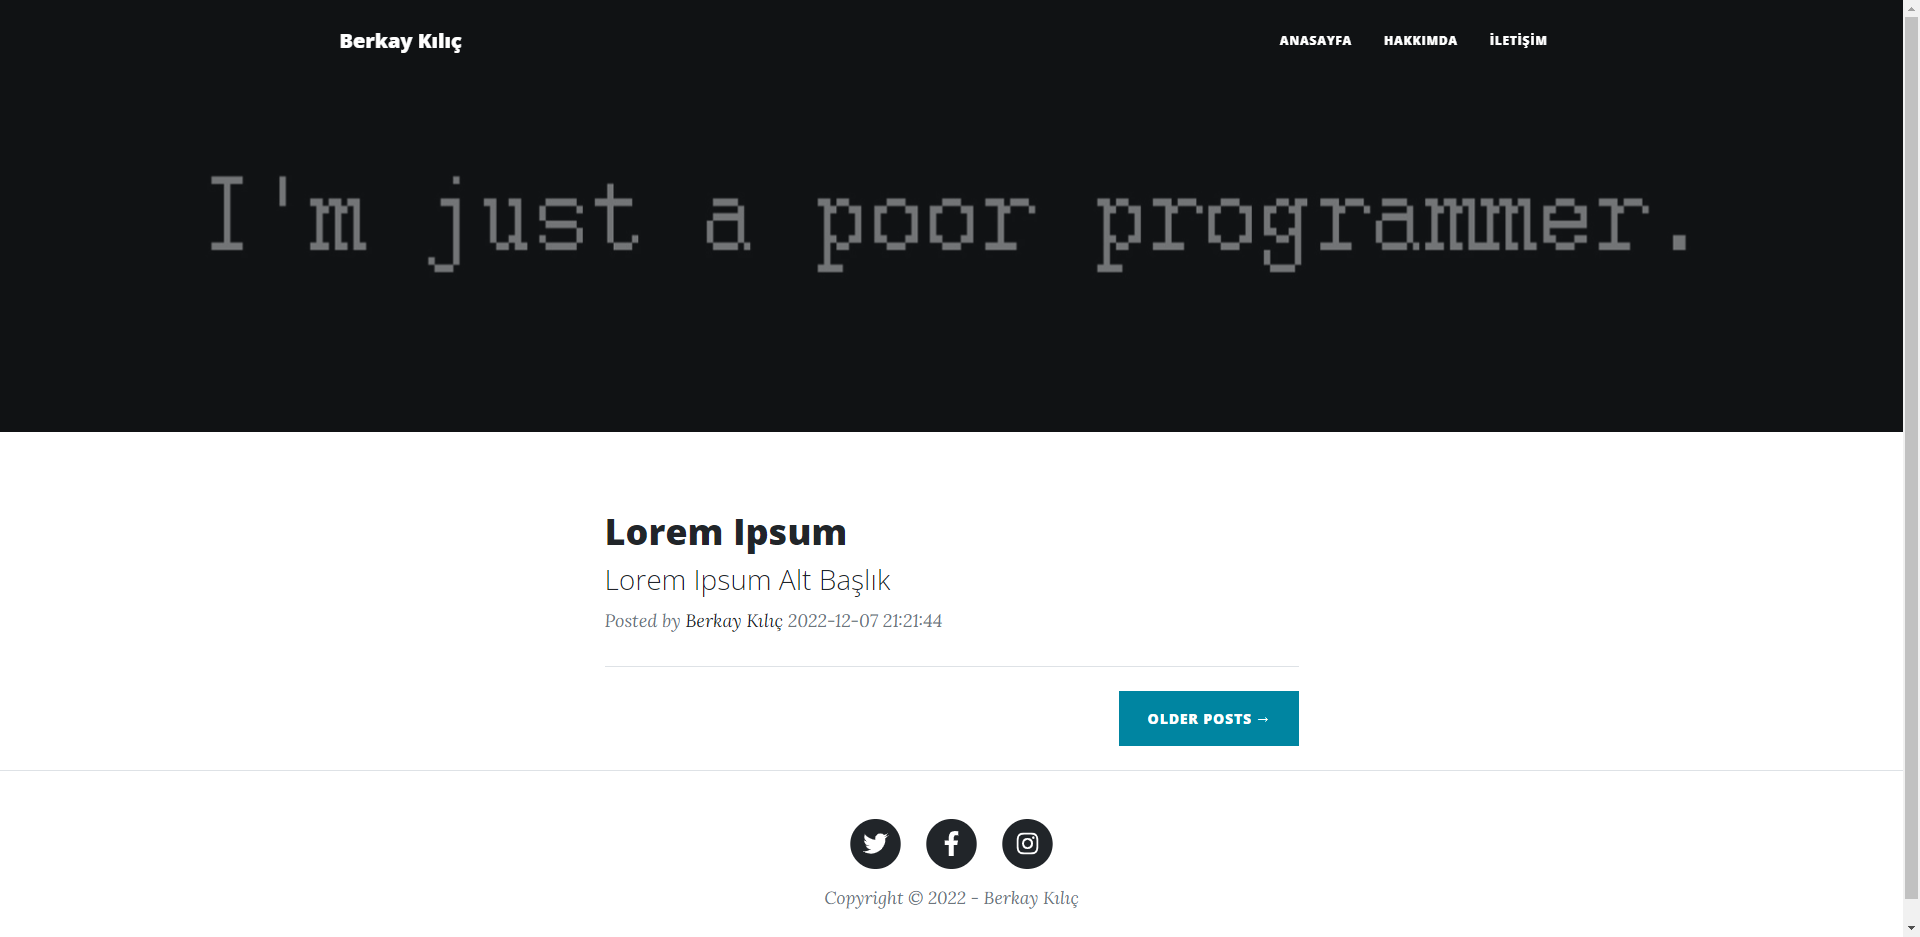 Berkay Kılıç
ANASAYFA HAKKIMDA İLETİŞİM
I'm just a poor programmer.
Lorem Ipsum
Lorem Ipsum Alt Başlık
Posted by Berkay Kılıç 2022-12-07 21:21:44
OLDER POSTS →
Copyright © 2022 - Berkay Kılıç